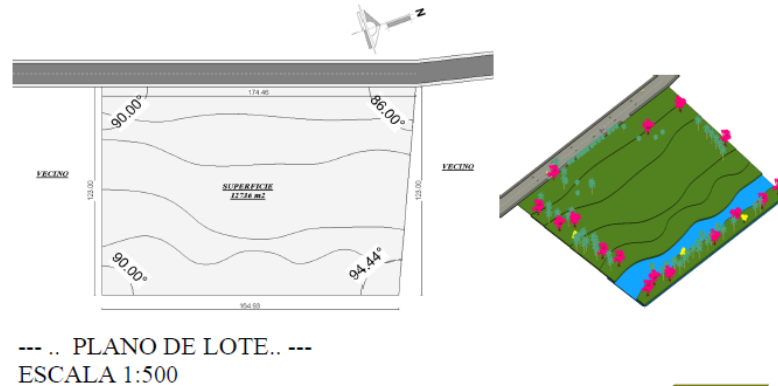 N
174.46
90.00°
86.00°
VECINO
VECINO
123.00
SUPERFICIE
12736 m2
123.00
90.00°
94.44°
164.93
--- .. PLANO DE LOTE.. ---
ESCALA 1:500